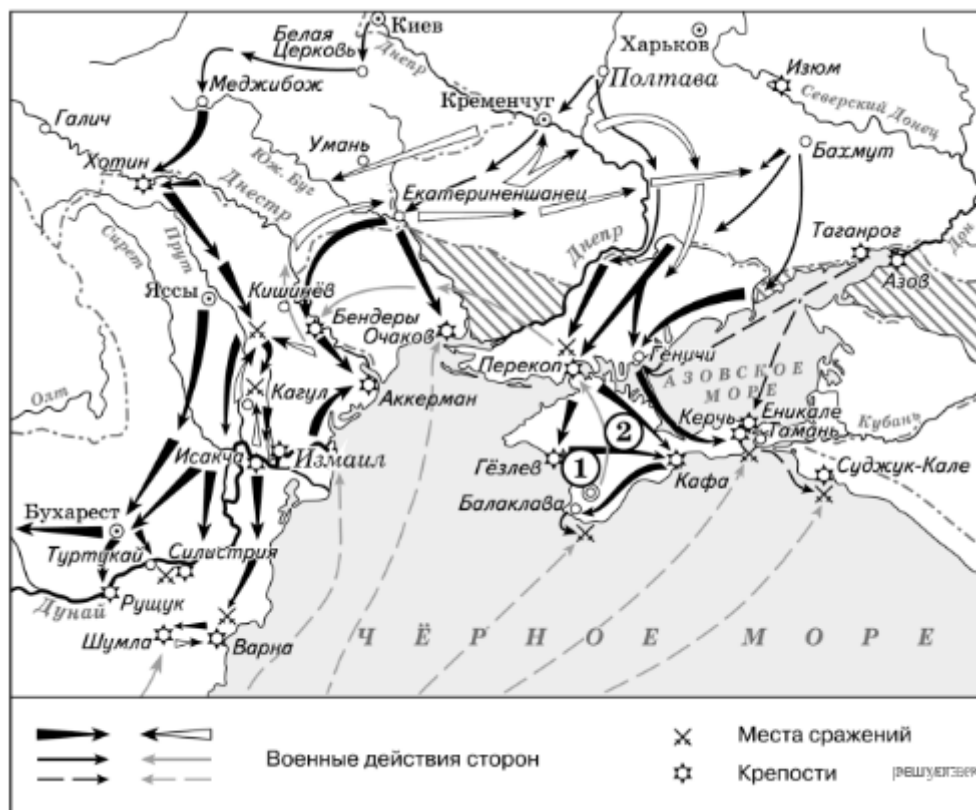 Киев
Белая
Церковь
Днепр
Харьков
Полтава
Изюм
Меджибож
Кременчуг
Северский Донец
Галич
Умань
Бахмут
Хотин
Юж. Буг
Днестр
Екатериненшанец
Сирет
Прут
Днепр
Таганрог
Дон
Яссы
Кишинёв
Азов
Бендеры
Очаков
Перекоп
Геничи
АЗОВСКОЕ
МОРЕ
Олт
Кагул
Аккерман
Керчь
Еникале
Тамань
Кубань
2
Исакча
Измаил
Гёзлев
1
Кафа
Суджук-Кале
Балаклава
Бухарест
Туртукай
Силистрия
Дунай
Рущук
Шумла
Варна
ЧЁРНОЕ МОРЕ
Военные действия сторон
Места сражений
Крепости